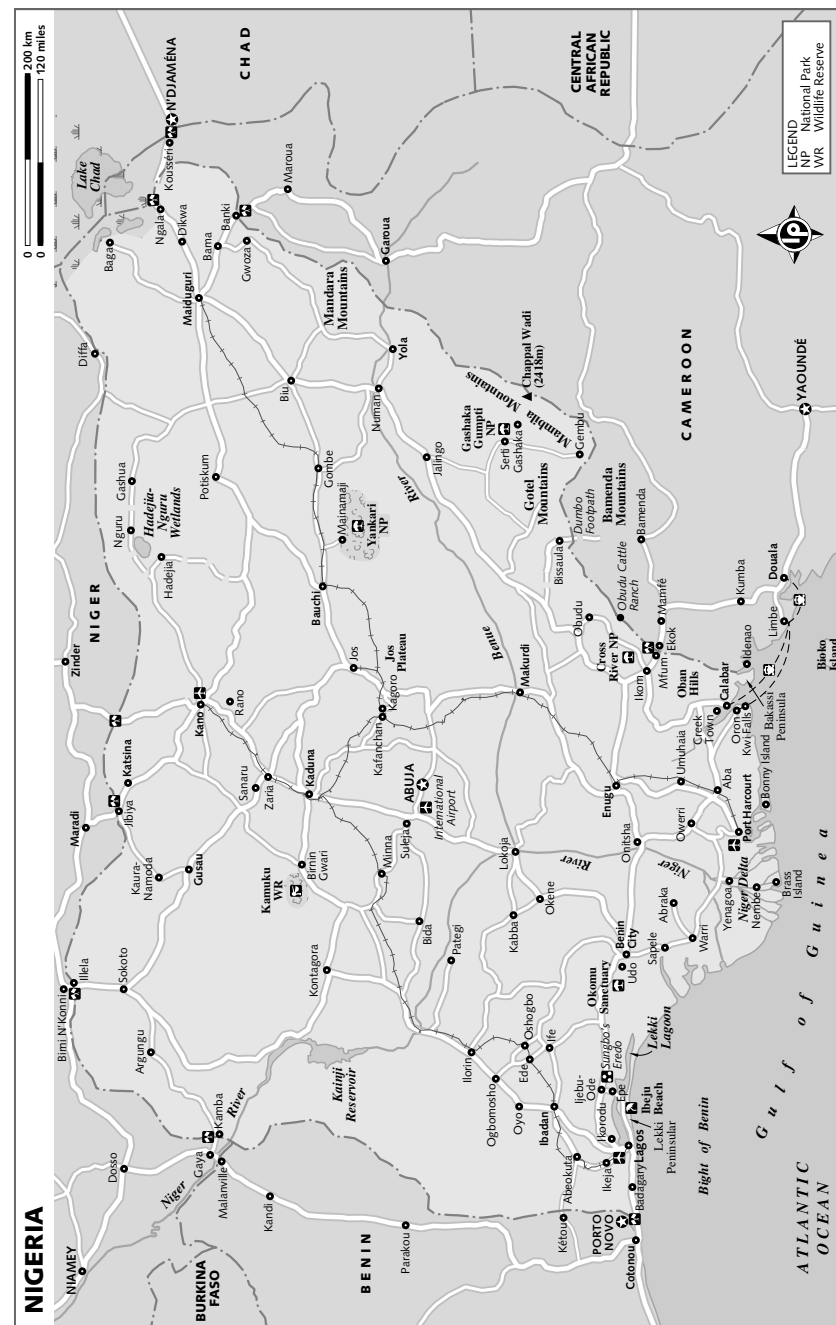 NIGERIA
0 200 km
0 120 miles
NIAMEY
Dosso
Bimi N'Konni
Illela
Maradi
Zinder
NIGER
Diffa
Lake
Chad
N'DJAMÉNA
CHAD
Kousséri
Baga
Ngala
Dikwa
Banki
Bama
Gwoza
Maroua
Maiduguri
Mandara
Mountains
Garoua
CENTRAL
AFRICAN
REPUBLIC
BURKINA
FASO
Niger
River
Gaya
Kamba
Malanville
Kandi
Argungu
Sokoto
Kaura-
Namoda
Gusau
Jibiya
Katsina
Kano
Rano
Hadejia
Nguru
Gashua
Hadejia-
Nguru
Wetlands
Potiskum
Biu
Sanaru
Zaria
Kaduna
Birnin
Gwari
Kamuku
WR
Kontagora
Kainji
Reservoir
BENIN
Parakou
Bauchi
Gombe
Mainamaji
Yankari
NP
Numan
Yola
Jos
Jos
Plateau
Kagoro
Kafanchan
Minna
Suleja
ABUJA
International
Airport
Bida
Pategi
River
Benue
Jalingo
Gashaka
Gumpti
NP
Serti
Gashaka
Mambila Mountains
Chappal Wadi
(2418m)
Gembu
Gotel
Mountains
Makurdi
Lokoja
Kabba
Okene
Ilorin
Ogbomosho
Oyo
Oshogbo
Ede
Ife
Ibadan
Kétou
Abeokuta
Ikeja
Ikorodu
Ijebu-
Ode
Epe
Sungbo's
Eredo
Okomu
Sanctuary
Udo
Benin
City
River
Niger
Onitsha
Enugu
Bissaula
Dumbo
Footpath
Bamenda
Mountains
Bamenda
Obudu
Obudu Cattle
Ranch
Cross
River NP
Ikom
Mfum
Ekok
Mamfé
CAMEROON
PORTO
NOVO
Cotonou
Badagary
Lagos
Lekki
Peninsular
Ibeju
Beach
Lekki
Lagoon
Sapele
Warri
Abraka
Owerri
Umuhaia
Aba
Oban
Hills
Creek
Town
Calabar
Oron
Kwi-Falls
Bakassi
Peninsula
Idenao
Kumba
Limbe
Douala
YAOUNDÉ
Yenagoa
Niger Delta
Nembe
Brass
Island
Port Harcourt
Bonny Island
Bioko
Island
Bight of Benin
Gulf of Guinea
ATLANTIC
OCEAN
LP
LEGEND
NP National Park
WR Wildlife Reserve